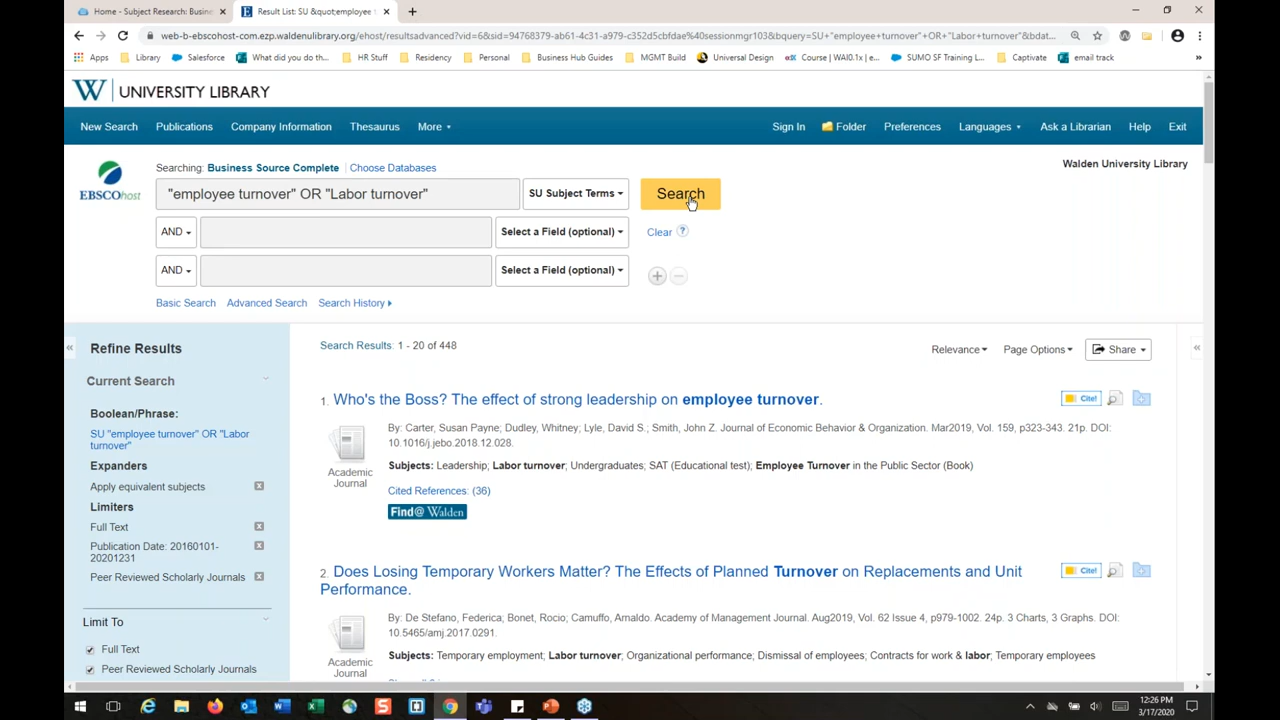 Home - Subject Research: Busine
Result List: SU &quot;employee t
web-b-ebscohost-com.ezp.waldenulibrary.org/ehost/resultsadvanced?vid=6&sid=94768379-ab61-4c31-a979-c352d5cbfdae%40sessionmgr103&bquery=SU+"employee+turnover"+OR+"Labor+turnover"&bdat...
Apps Library Salesforce What did you do th... HR Stuff Residency Personal Business Hub Guides MGMT Build Universal Design Course | WAI0.1x | e... SUMO SF Training L... Captivate email track »
W UNIVERSITY LIBRARY
New Search Publications Company Information Thesaurus More Sign In Folder Preferences Languages Ask a Librarian Help Exit
Searching: Business Source Complete Choose Databases
Walden University Library
EBSCOhost
"employee turnover" OR "Labor turnover" SU Subject Terms Search
AND Select a Field (optional) Clear ?
AND Select a Field (optional)
Basic Search Advanced Search Search History
Refine Results
Search Results: 1 - 20 of 448
Relevance Page Options Share
Current Search
Boolean/Phrase:
SU "employee turnover" OR "Labor
turnover"
Expanders
Apply equivalent subjects
Limiters
Full Text
Publication Date: 20160101-
20201231
Peer Reviewed Scholarly Journals
Limit To
Full Text
Peer Reviewed Scholarly Journals
1. Who's the Boss? The effect of strong leadership on employee turnover.
Cite!
By: Carter, Susan Payne; Dudley, Whitney; Lyle, David S.; Smith, John Z. Journal of Economic Behavior & Organization. Mar2019, Vol. 159, p323-343. 21p. DOI:
10.1016/j.jebo.2018.12.028.
Academic
Journal
Subjects: Leadership; Labor turnover; Undergraduates; SAT (Educational test); Employee Turnover in the Public Sector (Book)
Cited References: (36)
Find@ Walden
2. Does Losing Temporary Workers Matter? The Effects of Planned Turnover on Replacements and Unit
Performance.
Cite!
By: De Stefano, Federica; Bonet, Rocio; Camuffo, Arnaldo. Academy of Management Journal. Aug2019, Vol. 62 Issue 4, p979-1002. 24p. 3 Charts, 3 Graphs. DOI:
10.5465/amj.2017.0291.
Academic
Journal
Subjects: Temporary employment; Labor turnover; Organizational performance; Dismissal of employees; Contracts for work & labor; Temporary employees
12:26 PM
3/17/2020